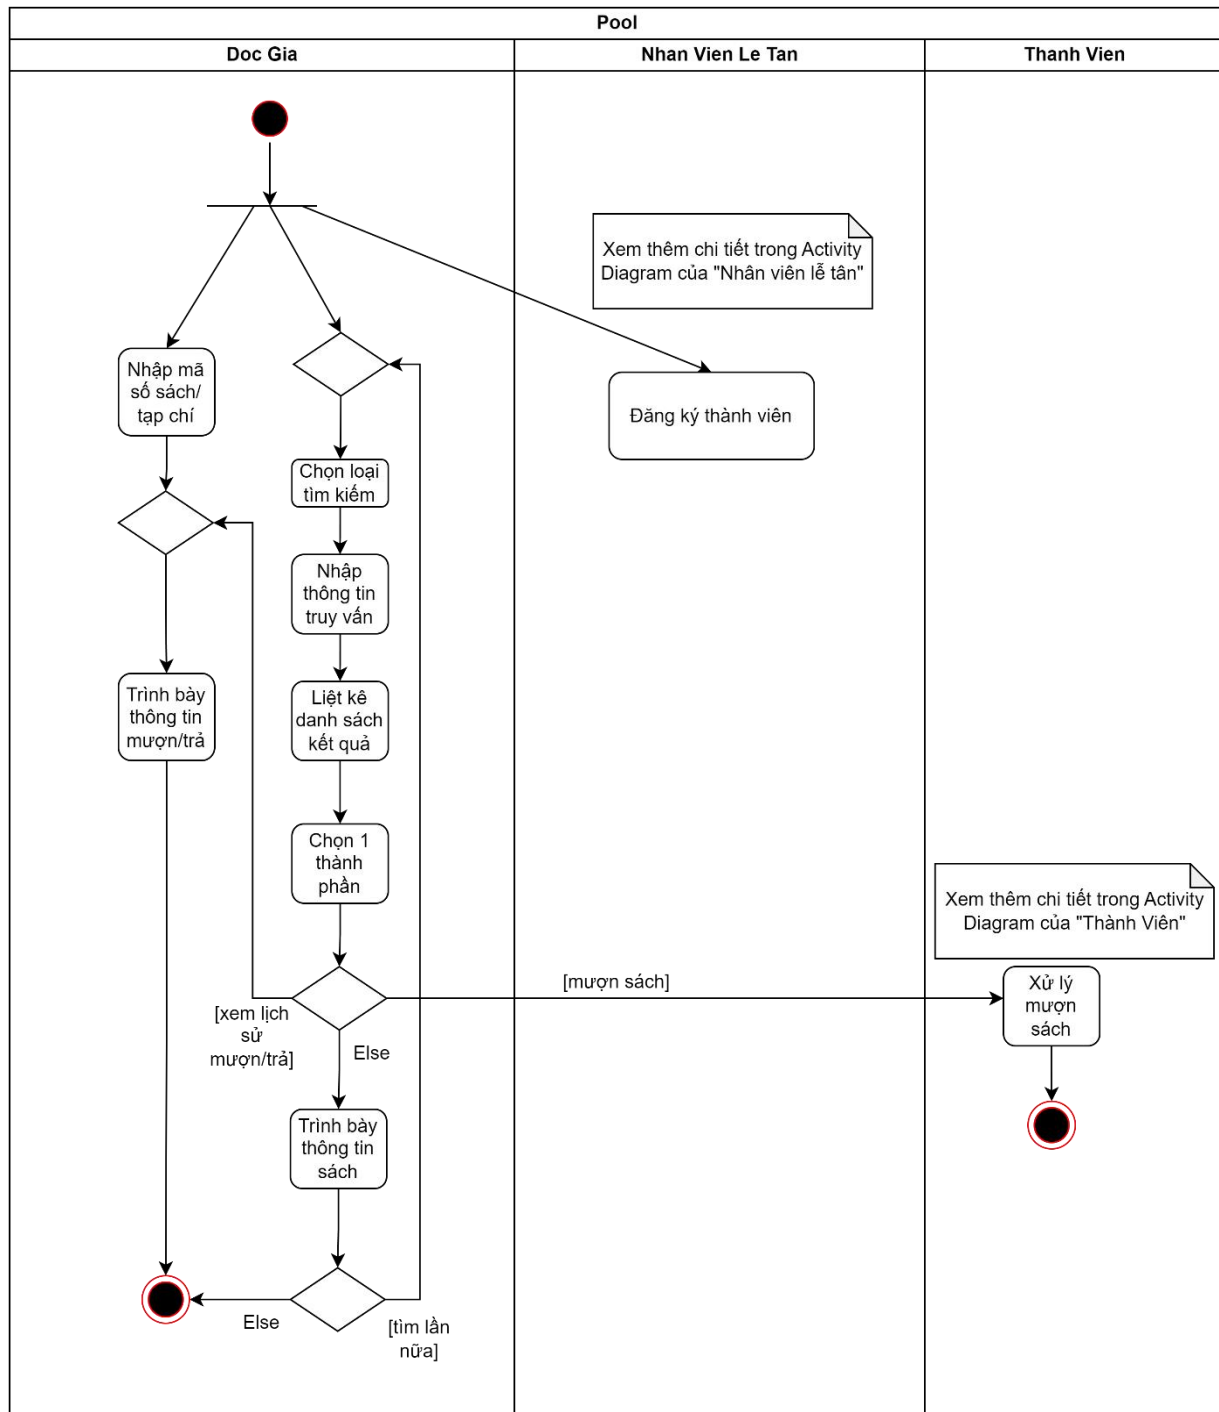 Pool
Doc Gia
Nhan Vien Le Tan
Thanh Vien
Xem thêm chi tiết trong Activity
Diagram của "Nhân viên lễ tân"
Nhập mã
số sách/
tạp chí
Đăng ký thành viên
Chọn loại
tìm kiếm
Nhập
thông tin
truy vấn
Trình bày
thông tin
mượn/trả
Liệt kê
danh sách
kết quả
Chọn 1
thành
phần
Xem thêm chi tiết trong Activity
Diagram của "Thành Viên"
[mượn sách]
Xử lý
mượn
sách
[xem lịch
sử
mượn/trả]
Else
Trình bày
thông tin
sách
Else
[tìm lần
nữa]